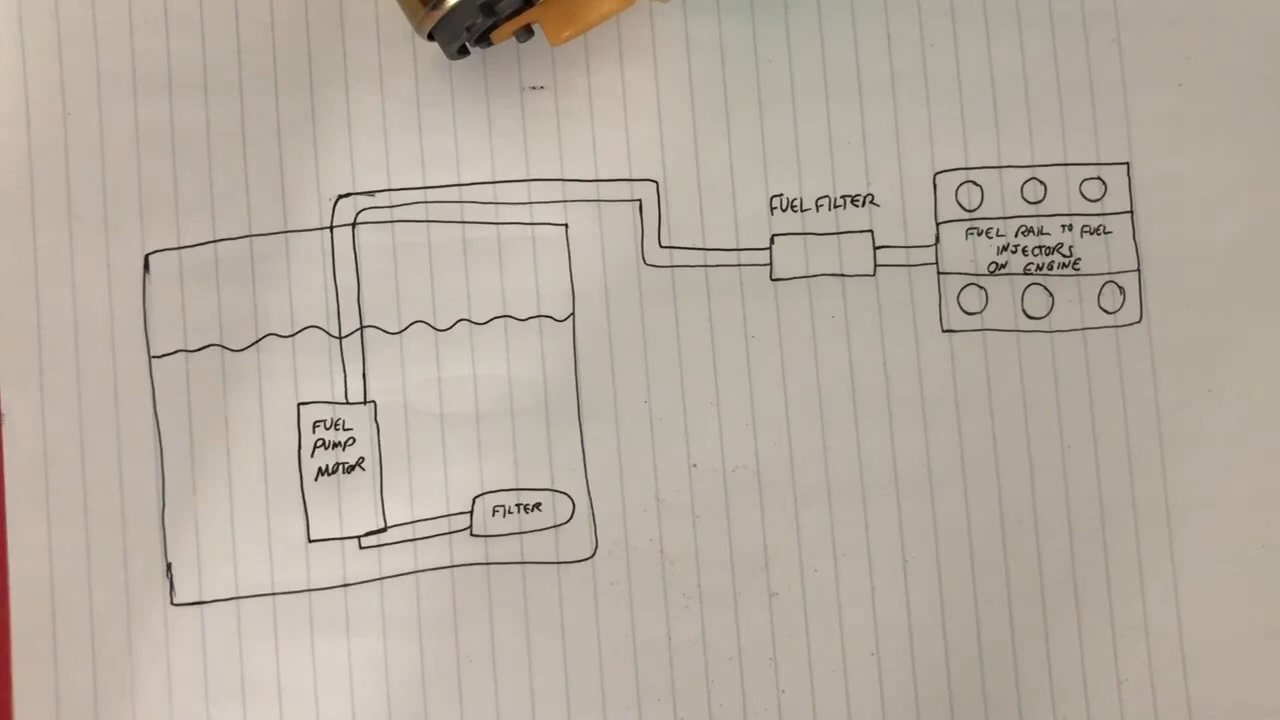 FUEL FILTER
FUEL RAIL TO FUEL
INJECTORS
ON ENGINE
FUEL
PUMP
MOTOR
FILTER